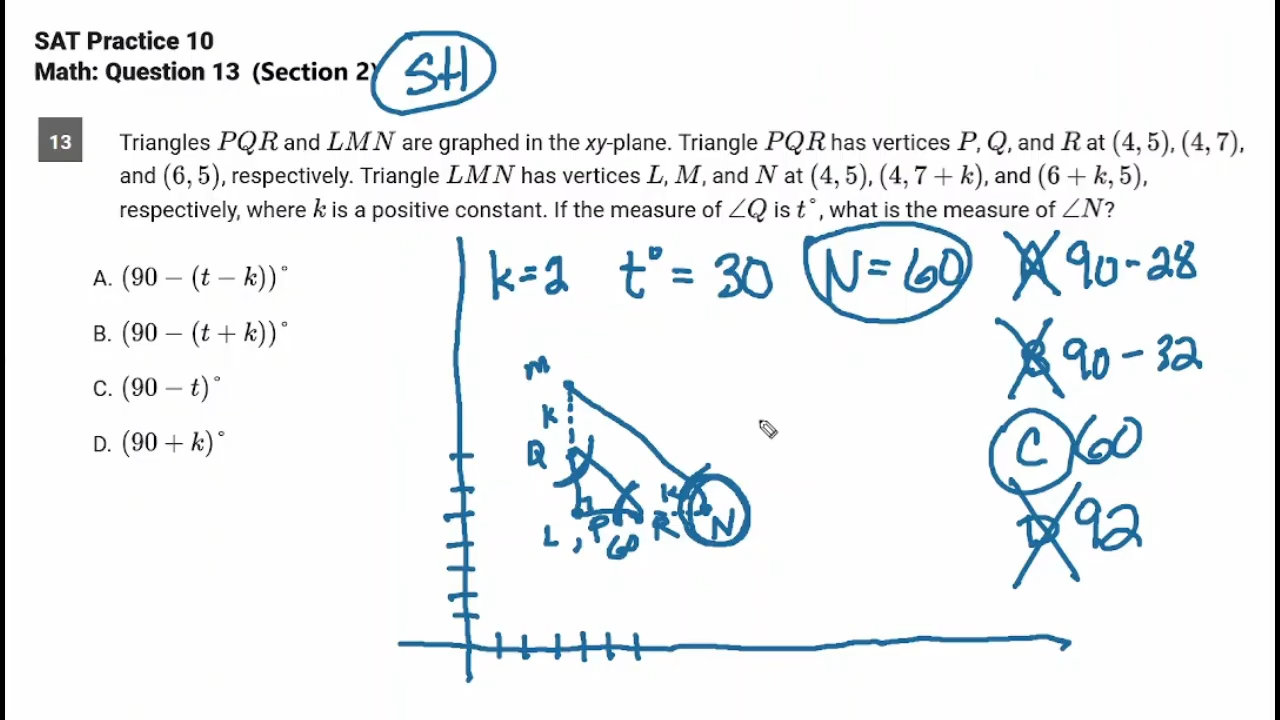 SAT Practice 10
Math: Question 13 (Section 2)
SH
13
Triangles PQR and LMN are graphed in the xy-plane. Triangle PQR has vertices P, Q, and R at (4, 5), (4, 7),
and (6, 5), respectively. Triangle LMN has vertices L, M, and N at (4, 5), (4, 7 + k), and (6 + k, 5),
respectively, where k is a positive constant. If the measure of ∠Q is t°, what is the measure of ∠N?
A. (90 − (t − k))°
B. (90 − (t + k))°
C. (90 − t)°
D. (90 + k)°
k=2 t° = 30 N=60
A 90-28
B 90-32
C 60
D 92
M
k
Q
L, P R k N
60